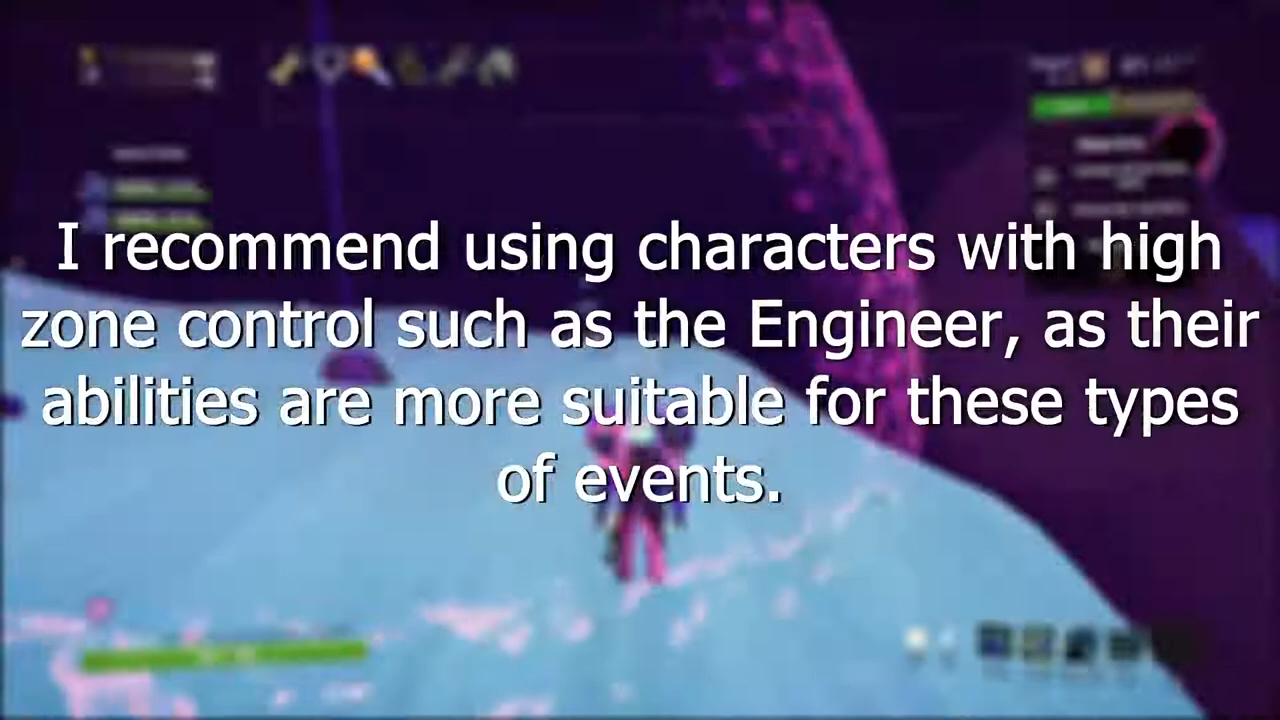 I recommend using characters with high
zone control such as the Engineer, as their
abilities are more suitable for these types
of events.